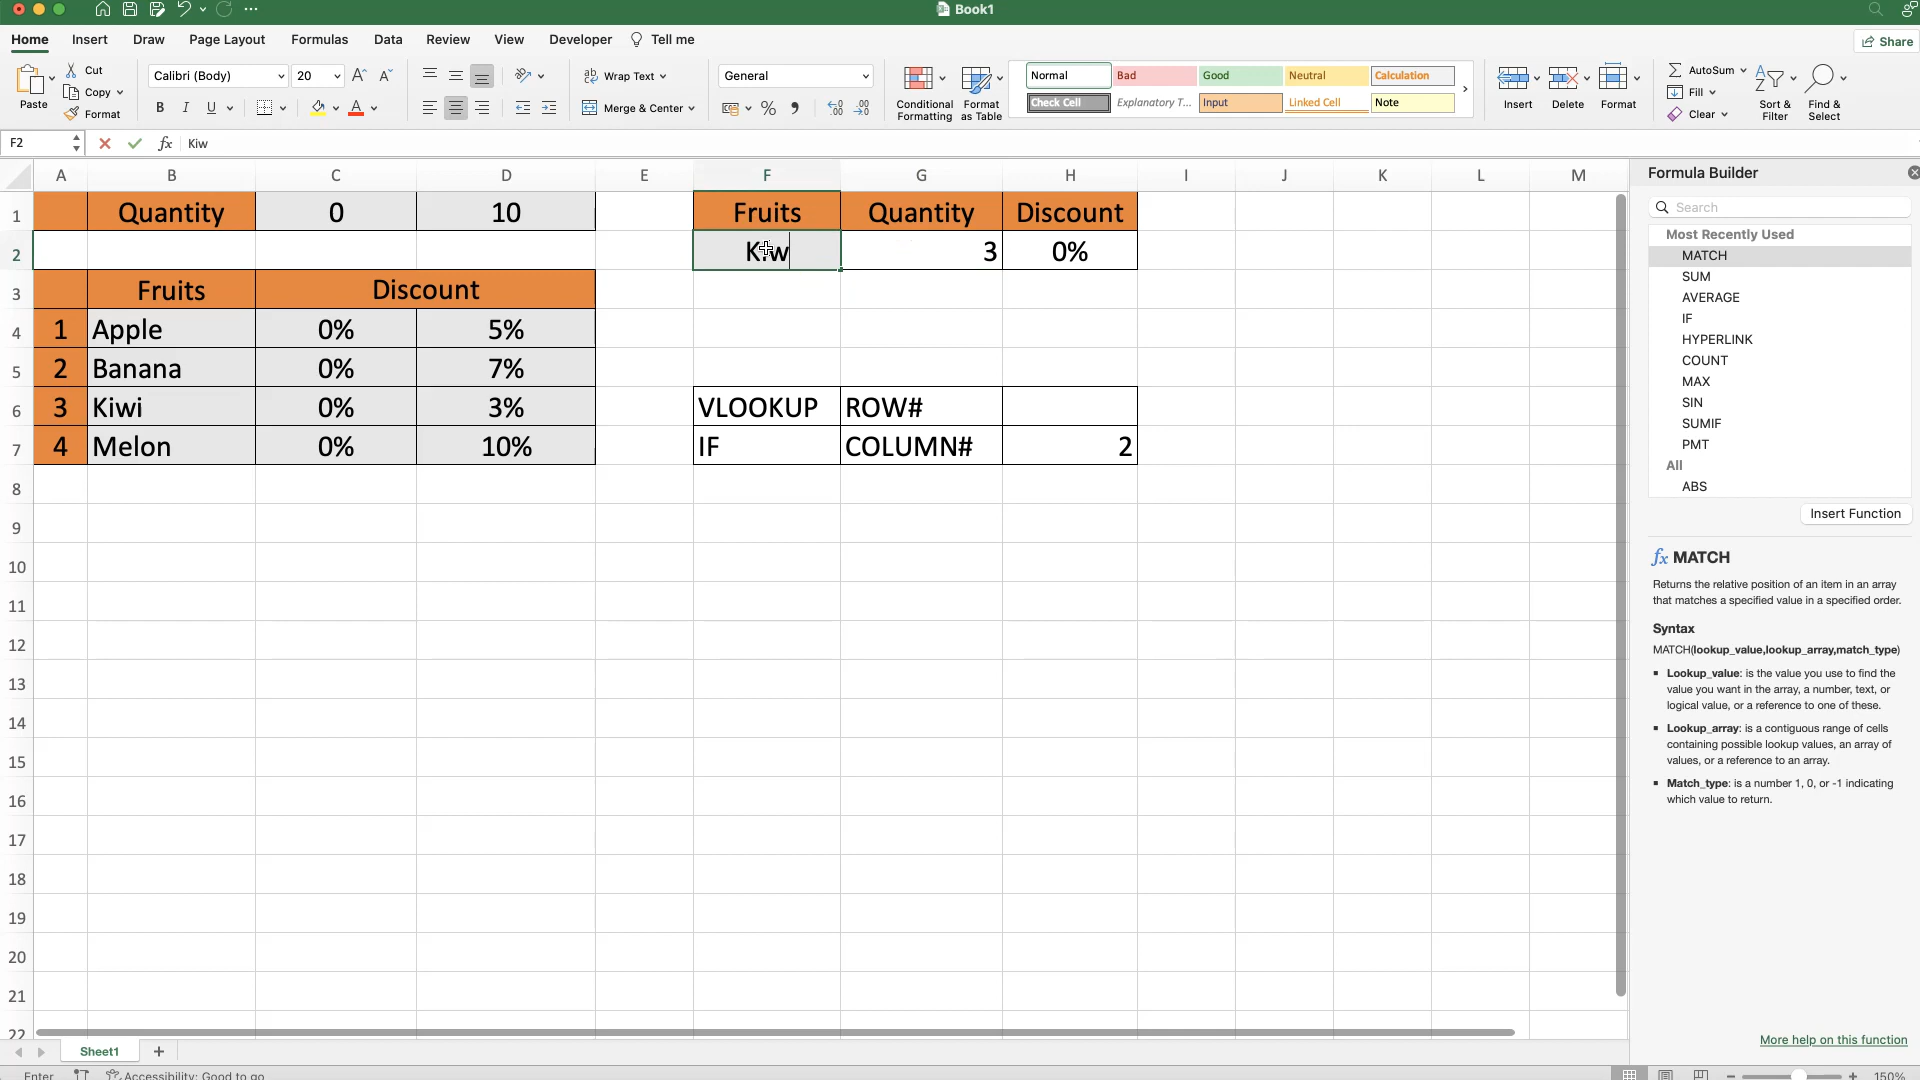 Book1
Home Insert Draw Page Layout Formulas Data Review View Developer Tell me Share
Paste
Cut
Copy
Format
Calibri (Body) 20
B I U A
Wrap Text
Merge & Center
General
Conditional Formatting
Format as Table
Normal Bad Good Neutral Calculation
Check Cell Explanatory T... Input Linked Cell Note
Insert Delete Format
AutoSum
Fill
Clear
Sort & Filter
Find & Select
F2 fx Kiw
A B C D E F G H I J K L M
1 Quantity 0 10 Fruits Quantity Discount
2 Kiw 3 0%
3 Fruits Discount
4 1 Apple 0% 5%
5 2 Banana 0% 7%
6 3 Kiwi 0% 3% VLOOKUP ROW#
7 4 Melon 0% 10% IF COLUMN# 2
8
9
10
11
12
13
14
15
16
17
18
19
20
21
22
Formula Builder
Search
Most Recently Used
MATCH
SUM
AVERAGE
IF
HYPERLINK
COUNT
MAX
SIN
SUMIF
PMT
All
ABS
Insert Function
fx MATCH
Returns the relative position of an item in an array
that matches a specified value in a specified order.
Syntax
MATCH(lookup_value,lookup_array,match_type)
▪ Lookup_value: is the value you use to find the
value you want in the array, a number, text, or
logical value, or a reference to one of these.
▪ Lookup_array: is a contiguous range of cells
containing possible lookup values, an array of
values, or a reference to an array.
▪ Match_type: is a number 1, 0, or -1 indicating
which value to return.
More help on this function
Sheet1 +
Enter Accessibility: Good to go 150%